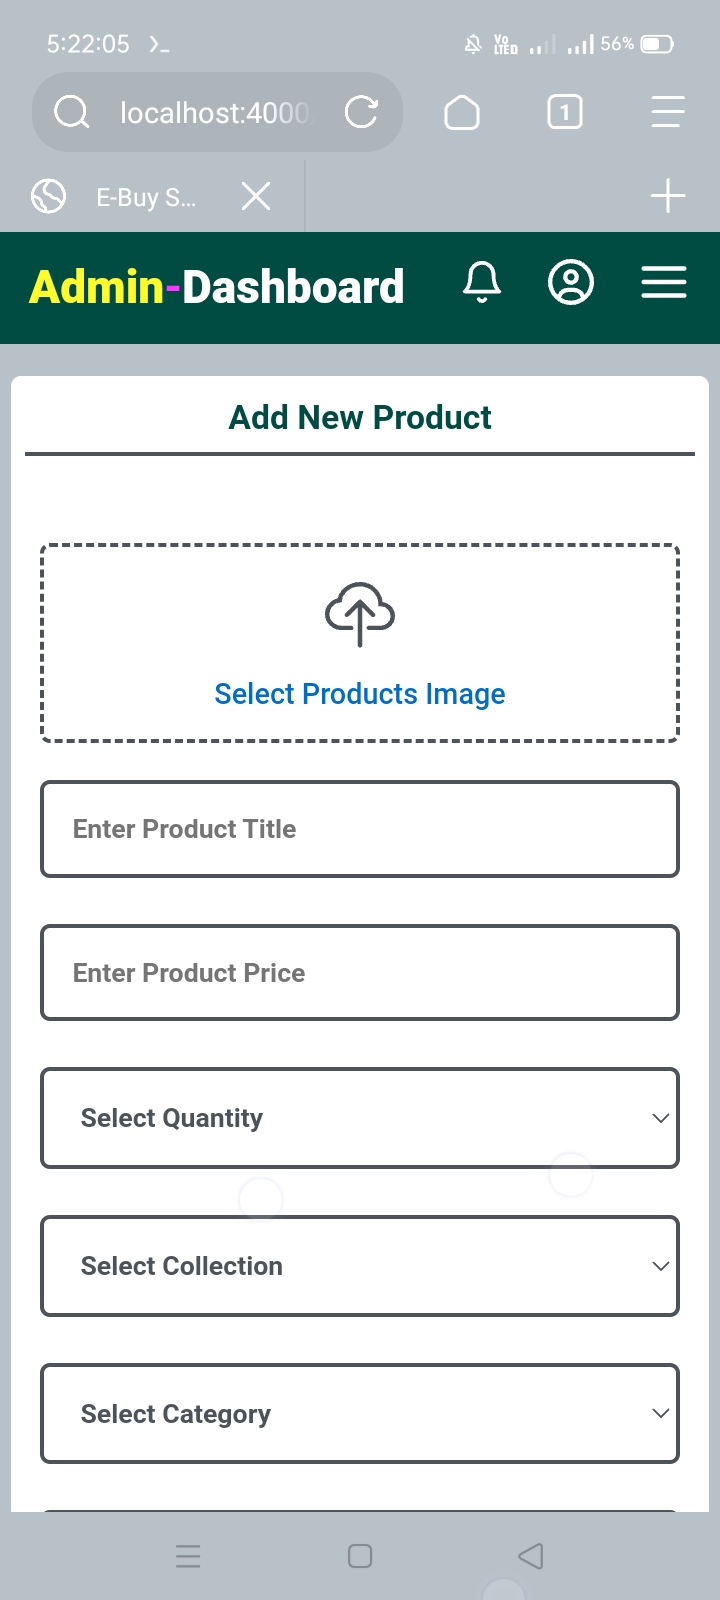 5:22:05
Vo
LTE D
56%
localhost:4000
1
E-Buy S...
Admin-Dashboard
Add New Product
Select Products Image
Enter Product Title
Enter Product Price
Select Quantity
Select Collection
Select Category